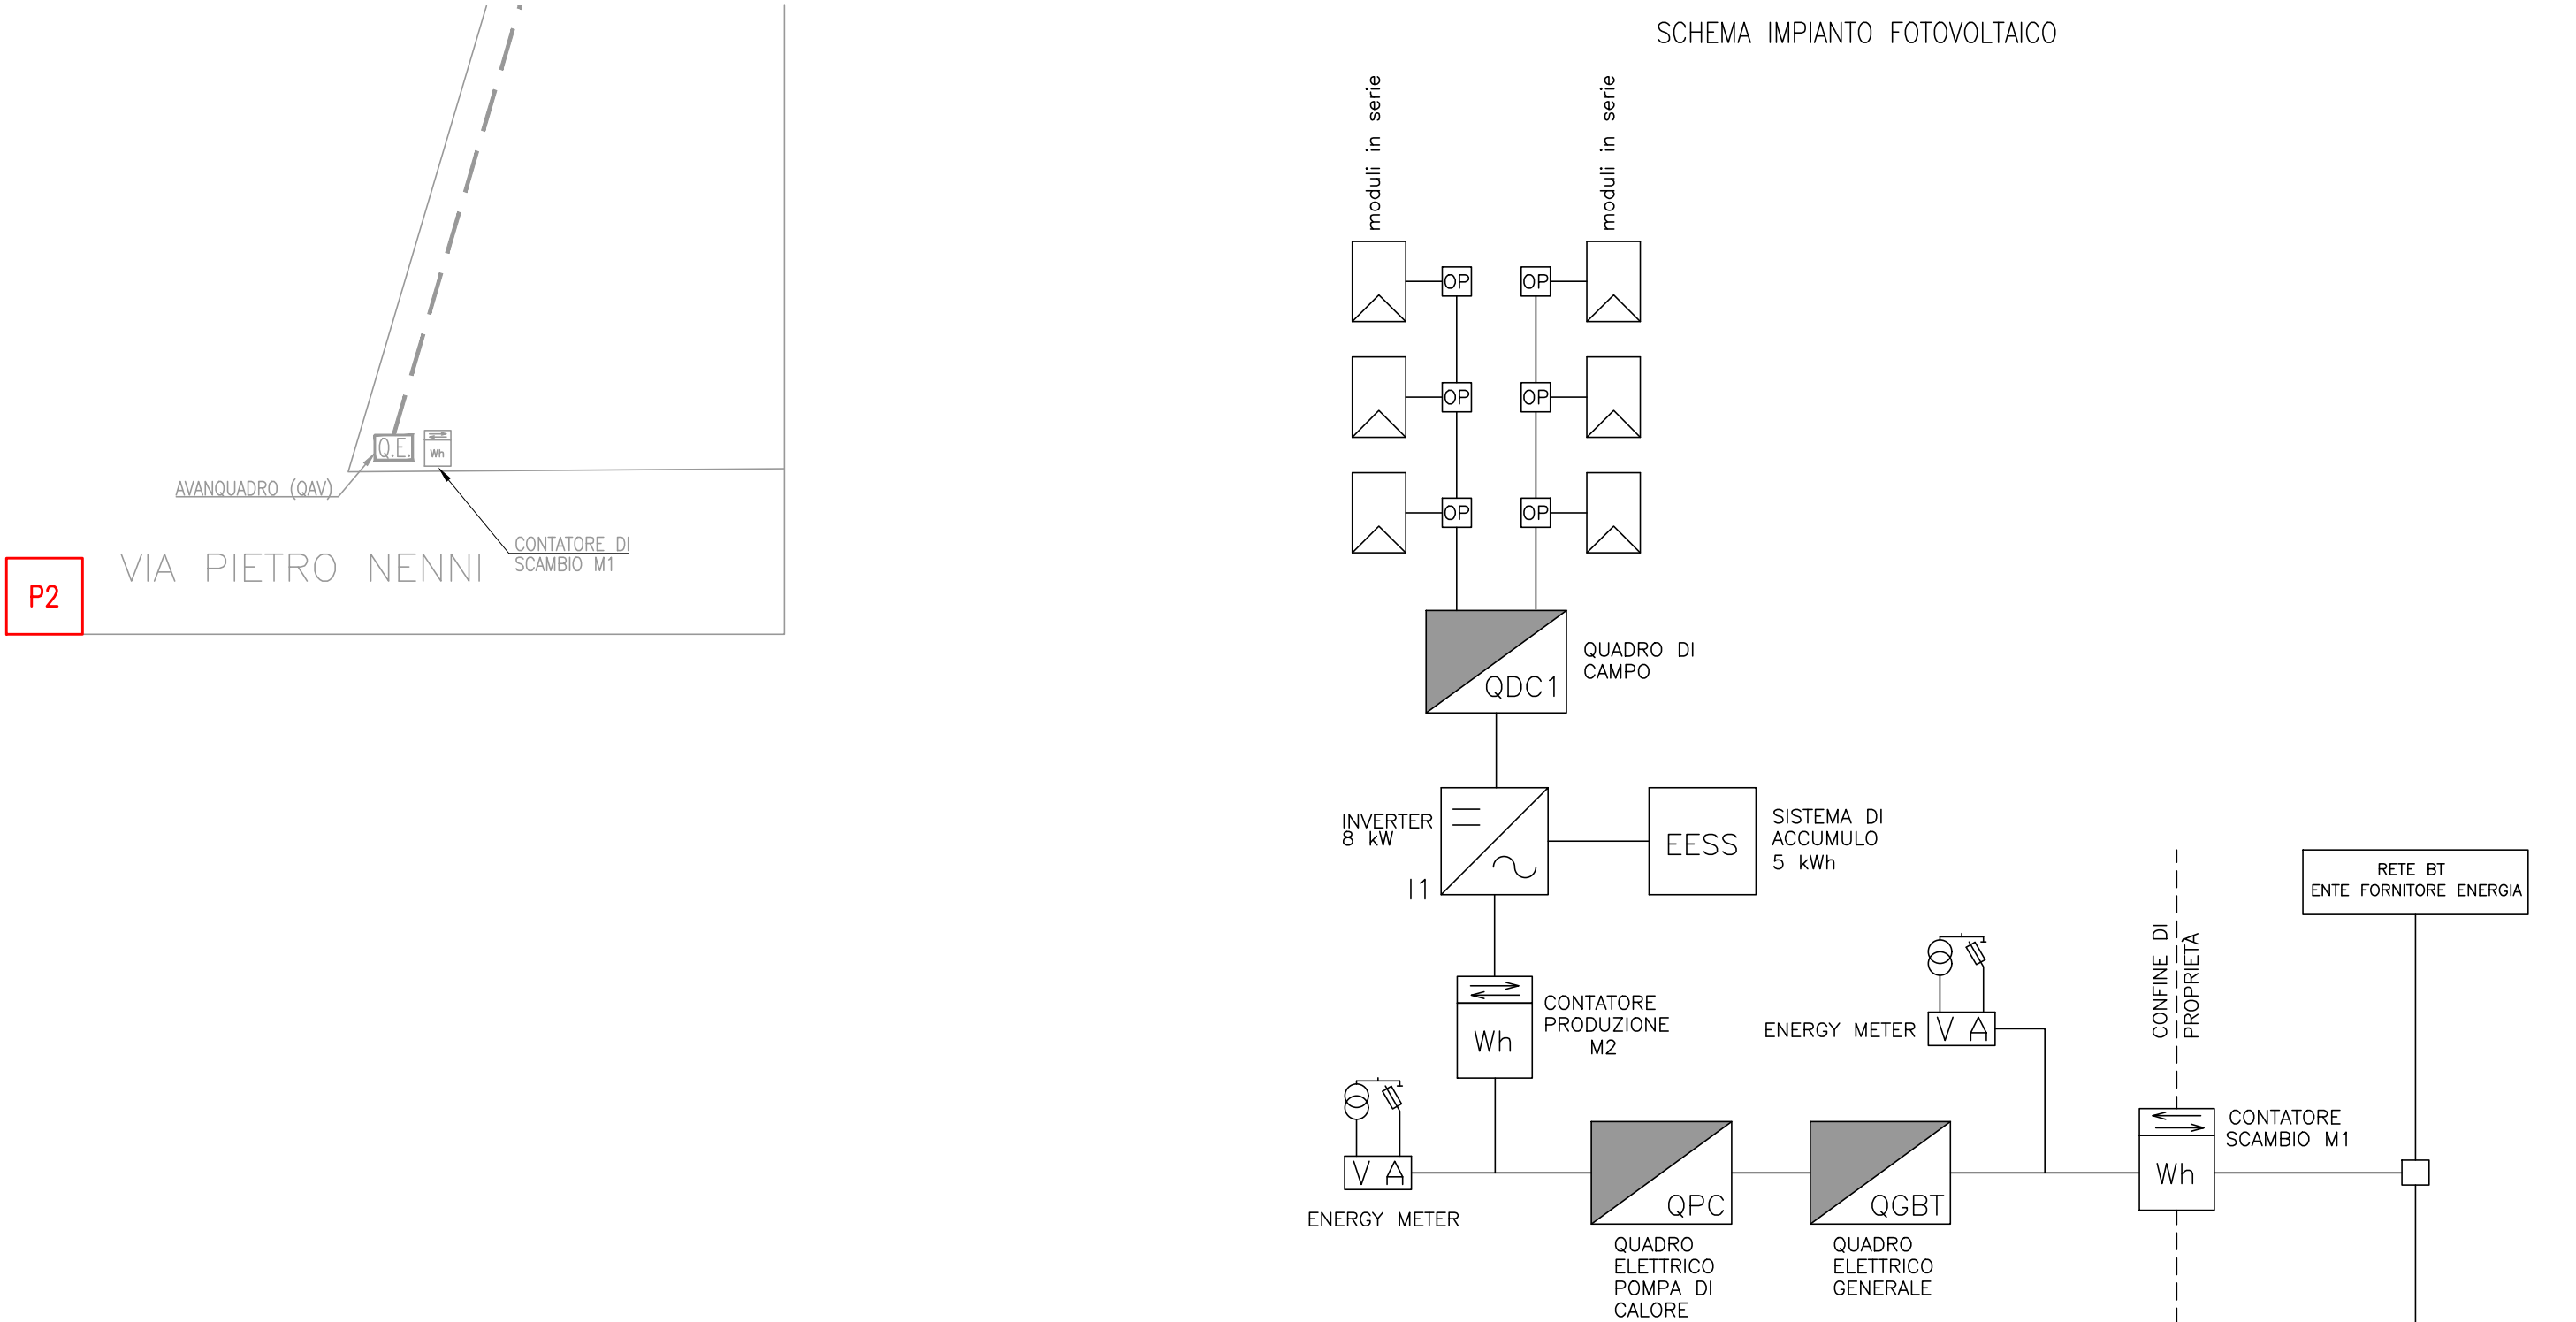 SCHEMA IMPIANTO FOTOVOLTAICO
moduli in serie
moduli in serie
OP
OP
OP
OP
OP
OP
Q.E.
Wh
AVANQUADRO (QAV)
CONTATORE DI
SCAMBIO M1
VIA PIETRO NENNI
P2
QDC1
QUADRO DI
CAMPO
INVERTER
8 kW
I1
EESS
SISTEMA DI
ACCUMULO
5 kWh
RETE BT
ENTE FORNITORE ENERGIA
CONFINE DI
PROPRIETÀ
Wh
CONTATORE
PRODUZIONE
M2
ENERGY METER
V A
V A
ENERGY METER
QPC
QUADRO
ELETTRICO
POMPA DI
CALORE
QGBT
QUADRO
ELETTRICO
GENERALE
Wh
CONTATORE
SCAMBIO M1